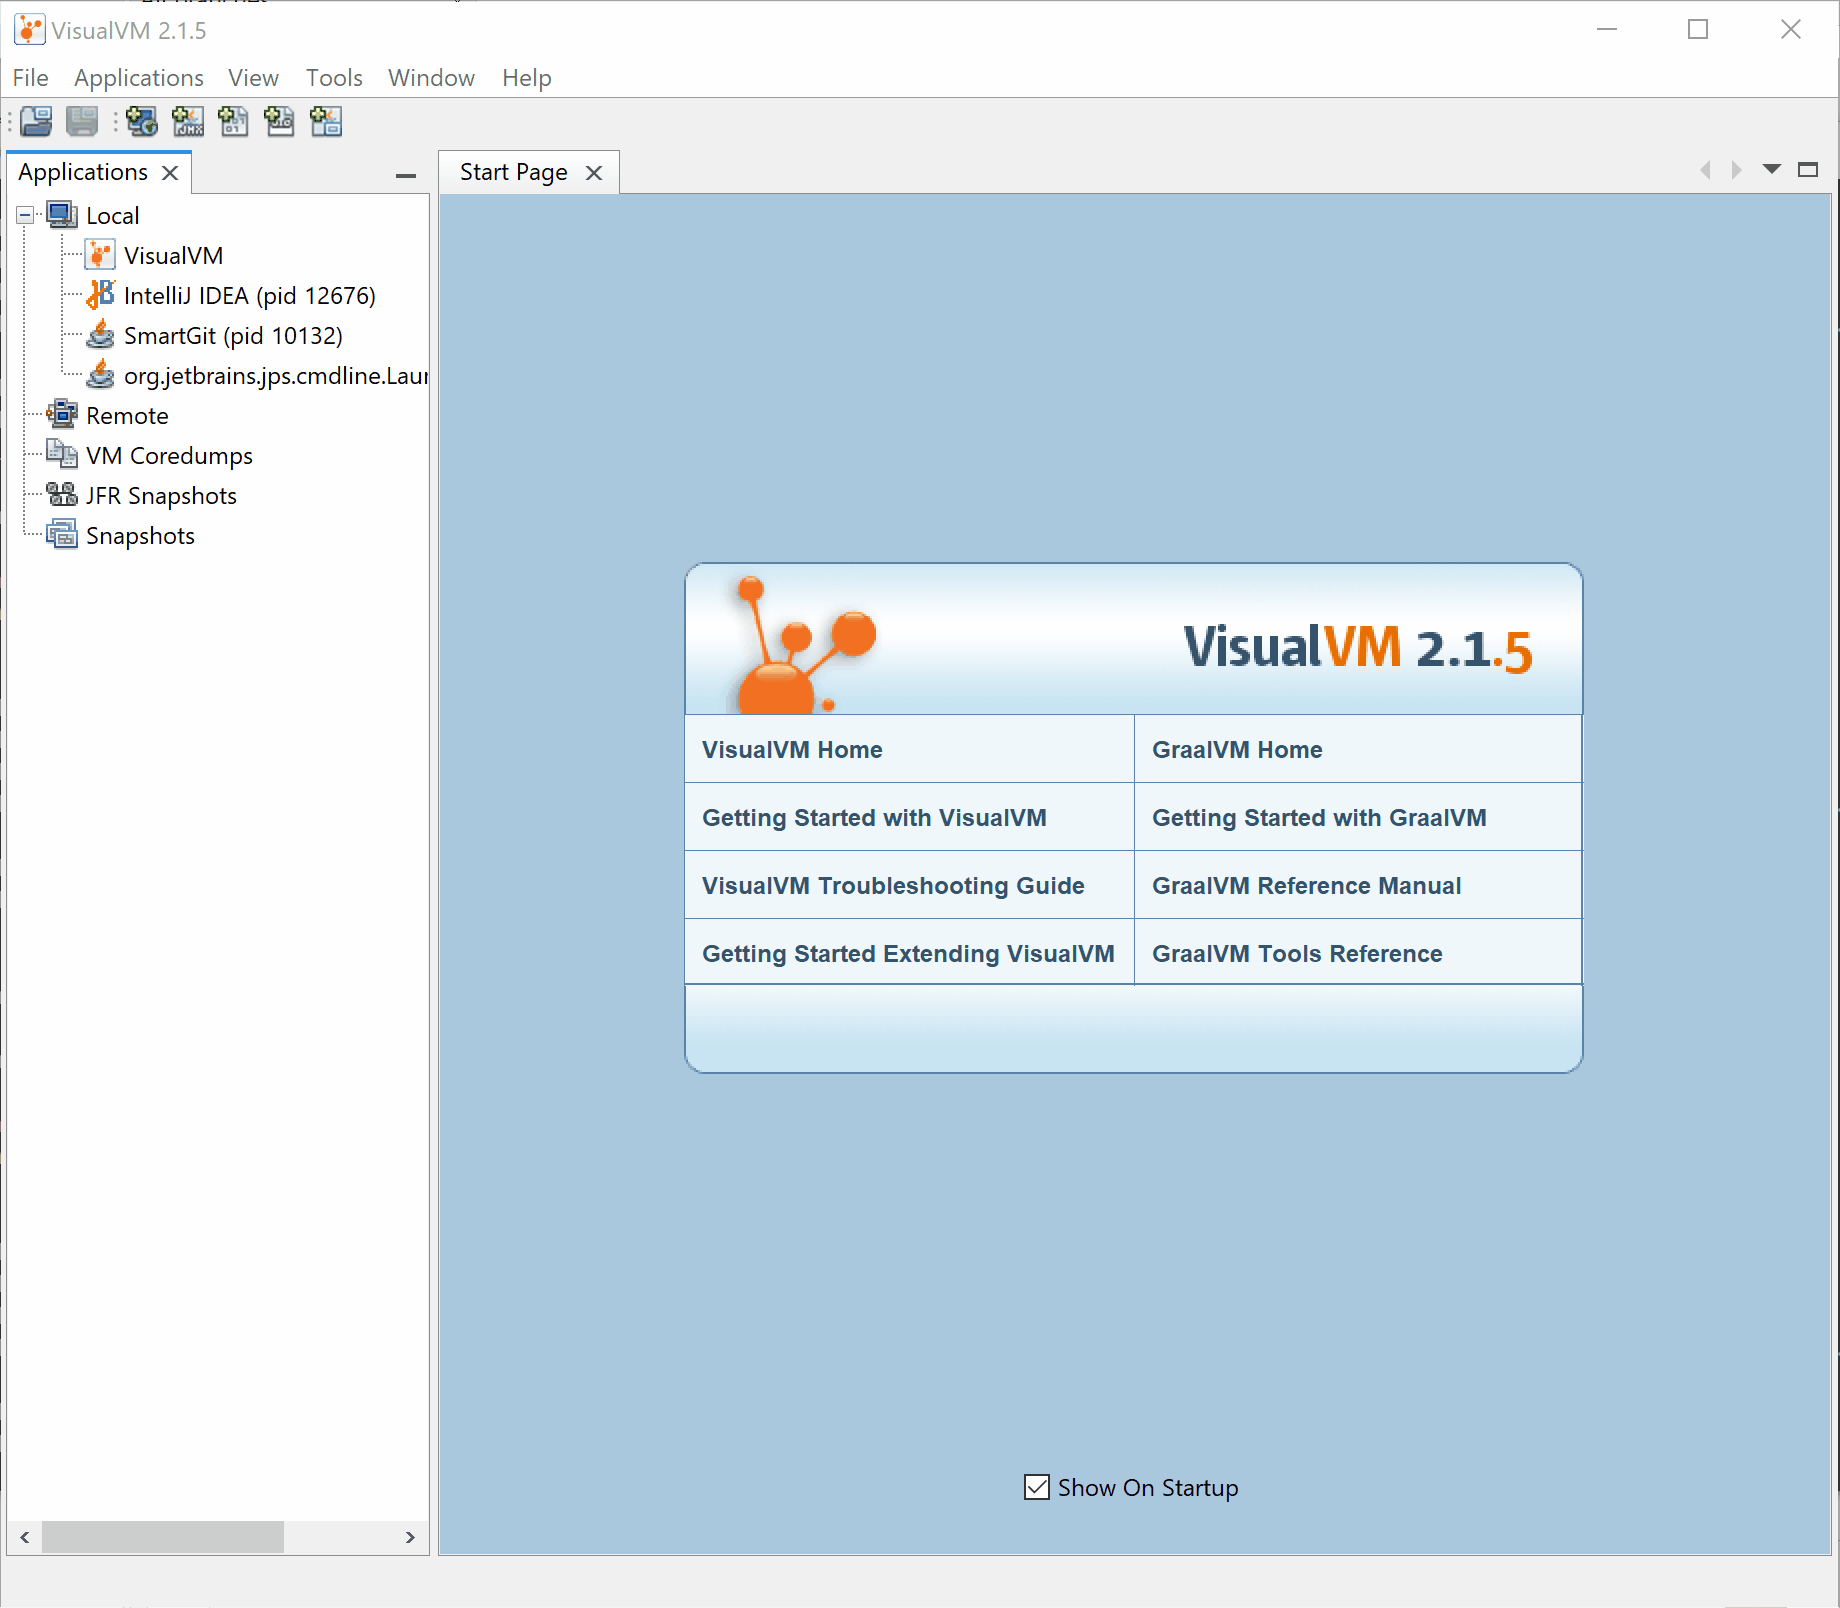 VisualVM 2.1.5
File Applications View Tools Window Help
Applications
Start Page
Local
VisualVM
IntelliJ IDEA (pid 12676)
SmartGit (pid 10132)
org.jetbrains.jps.cmdline.Laun
Remote
VM Coredumps
JFR Snapshots
Snapshots
VisualVM 2.1.5
VisualVM Home
GraalVM Home
Getting Started with VisualVM
Getting Started with GraalVM
VisualVM Troubleshooting Guide
GraalVM Reference Manual
Getting Started Extending VisualVM
GraalVM Tools Reference
Show On Startup